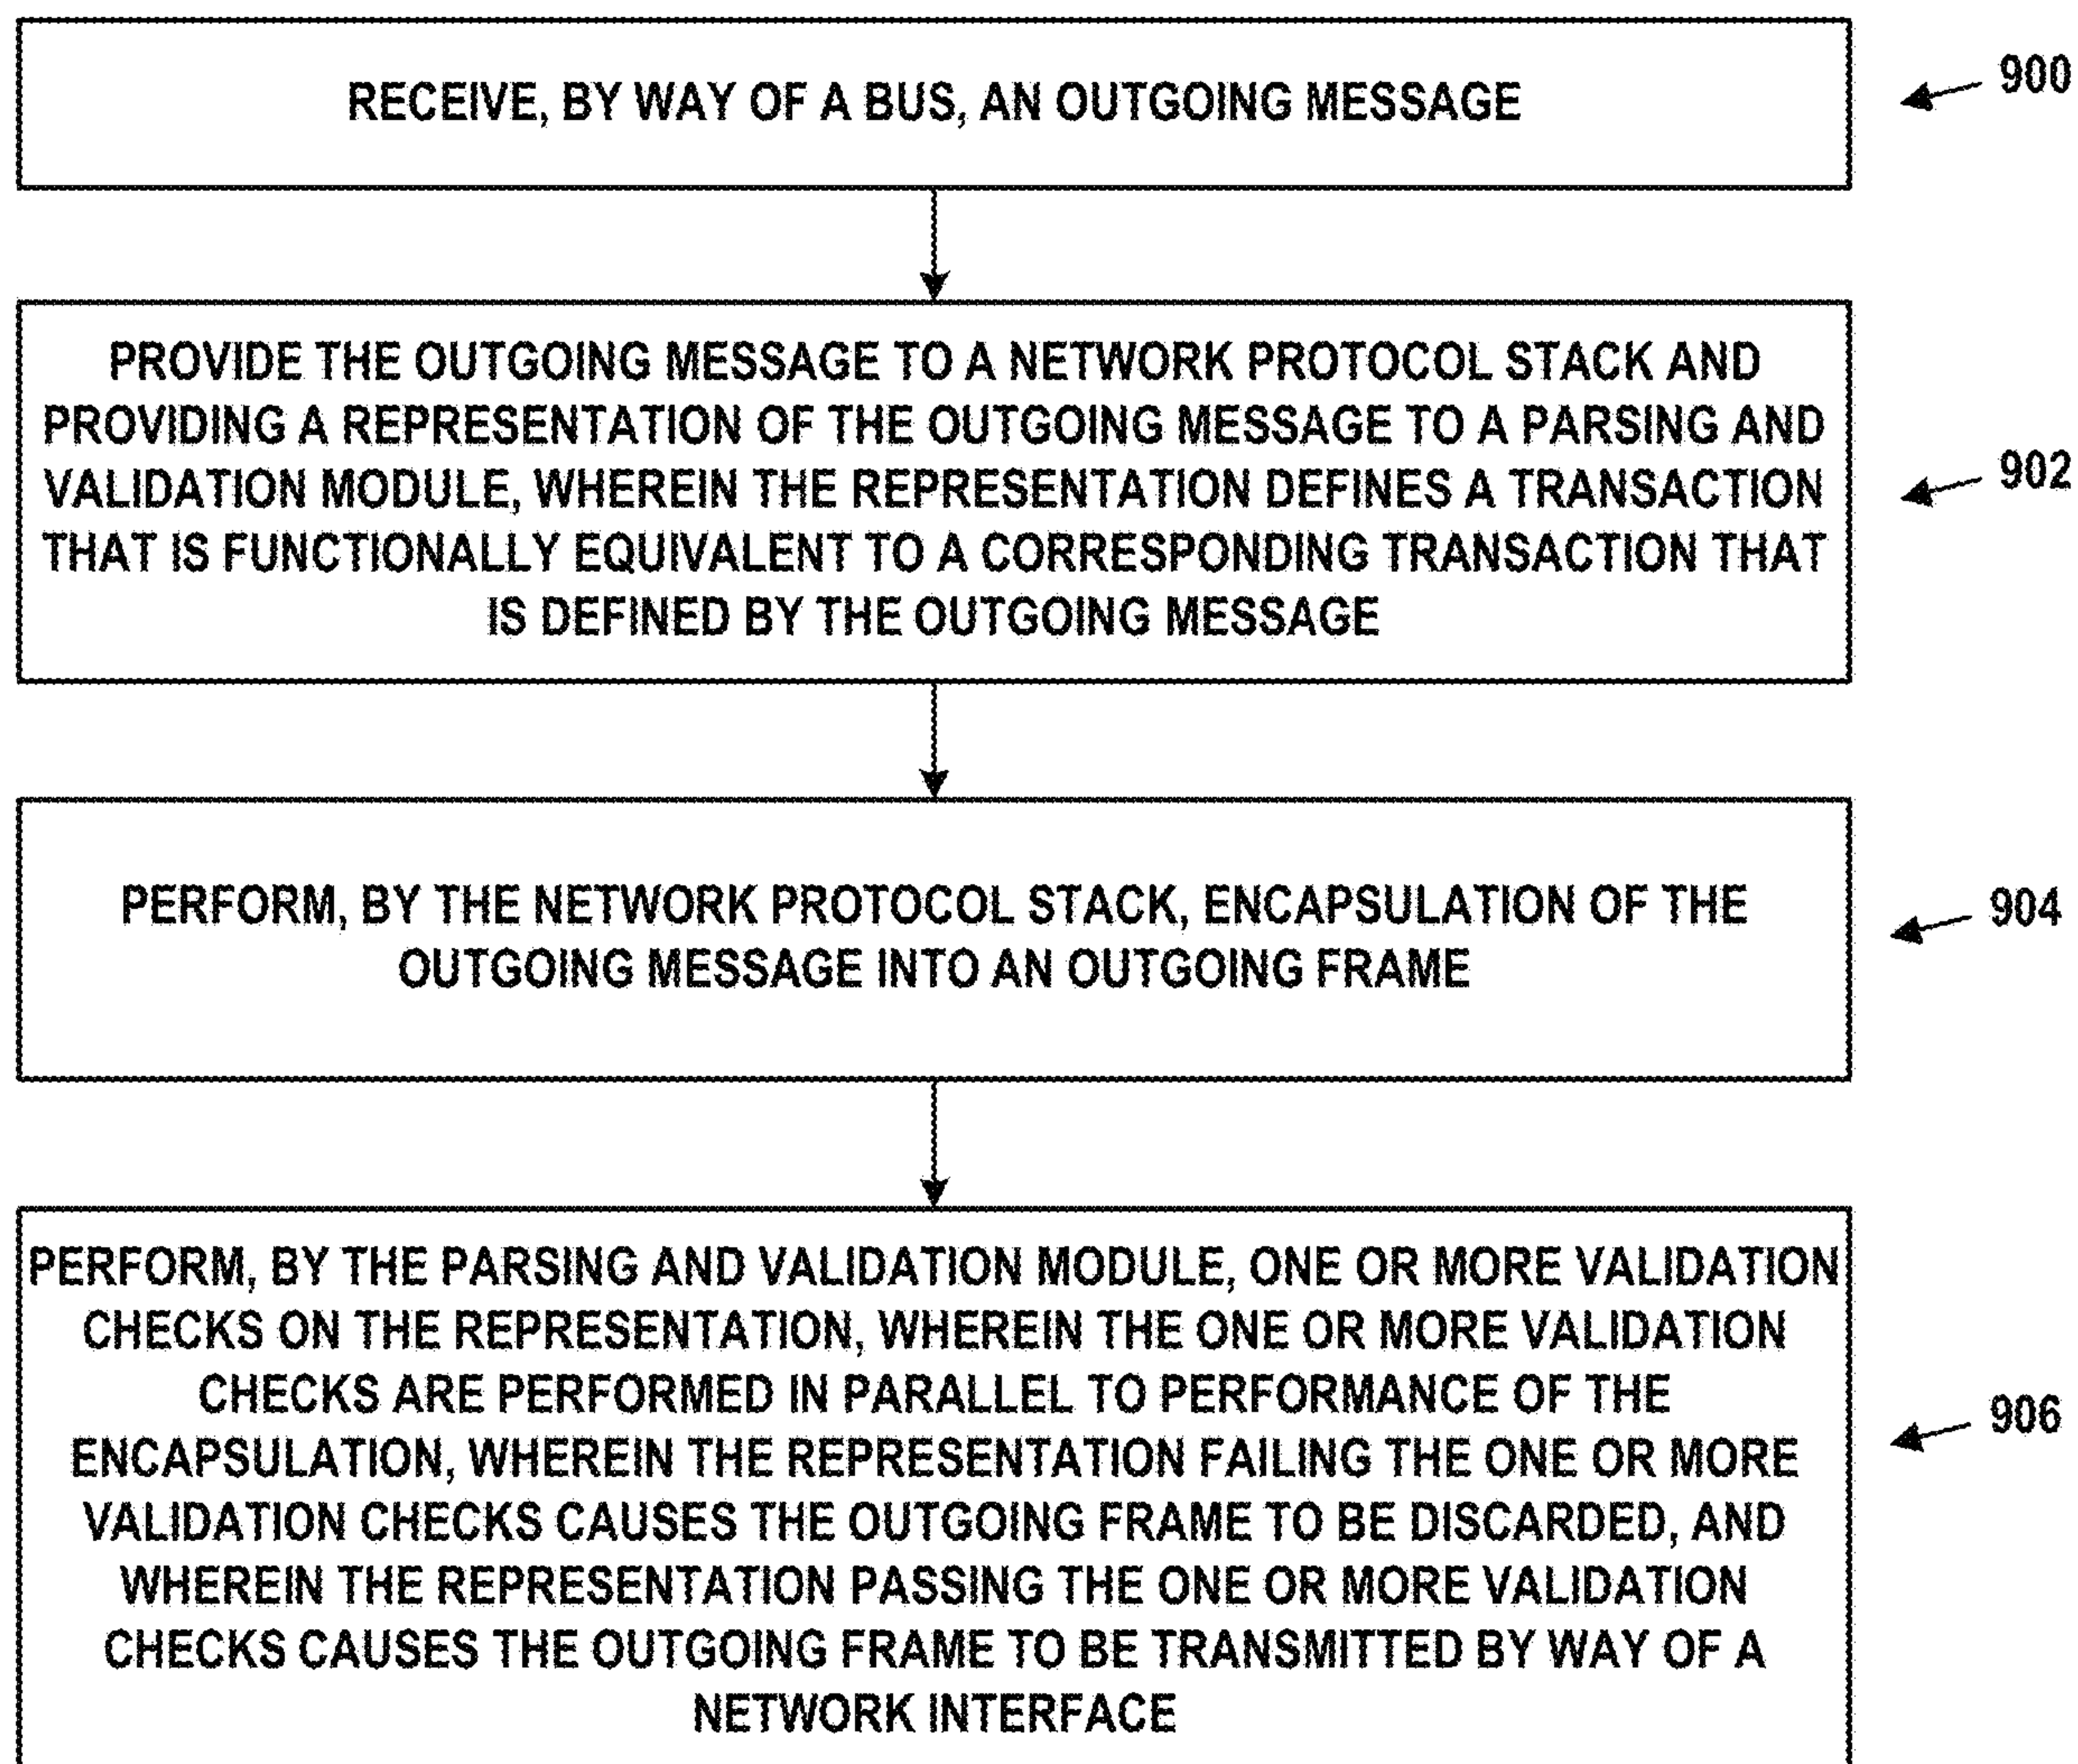 RECEIVE, BY WAY OF A BUS, AN OUTGOING MESSAGE
900
PROVIDE THE OUTGOING MESSAGE TO A NETWORK PROTOCOL STACK AND
PROVIDING A REPRESENTATION OF THE OUTGOING MESSAGE TO A PARSING AND
VALIDATION MODULE, WHEREIN THE REPRESENTATION DEFINES A TRANSACTION
THAT IS FUNCTIONALLY EQUIVALENT TO A CORRESPONDING TRANSACTION THAT
IS DEFINED BY THE OUTGOING MESSAGE
902
PERFORM, BY THE NETWORK PROTOCOL STACK, ENCAPSULATION OF THE
OUTGOING MESSAGE INTO AN OUTGOING FRAME
904
PERFORM, BY THE PARSING AND VALIDATION MODULE, ONE OR MORE VALIDATION
CHECKS ON THE REPRESENTATION, WHEREIN THE ONE OR MORE VALIDATION
CHECKS ARE PERFORMED IN PARALLEL TO PERFORMANCE OF THE
ENCAPSULATION, WHEREIN THE REPRESENTATION FAILING THE ONE OR MORE
VALIDATION CHECKS CAUSES THE OUTGOING FRAME TO BE DISCARDED, AND
WHEREIN THE REPRESENTATION PASSING THE ONE OR MORE VALIDATION
CHECKS CAUSES THE OUTGOING FRAME TO BE TRANSMITTED BY WAY OF A
NETWORK INTERFACE
906